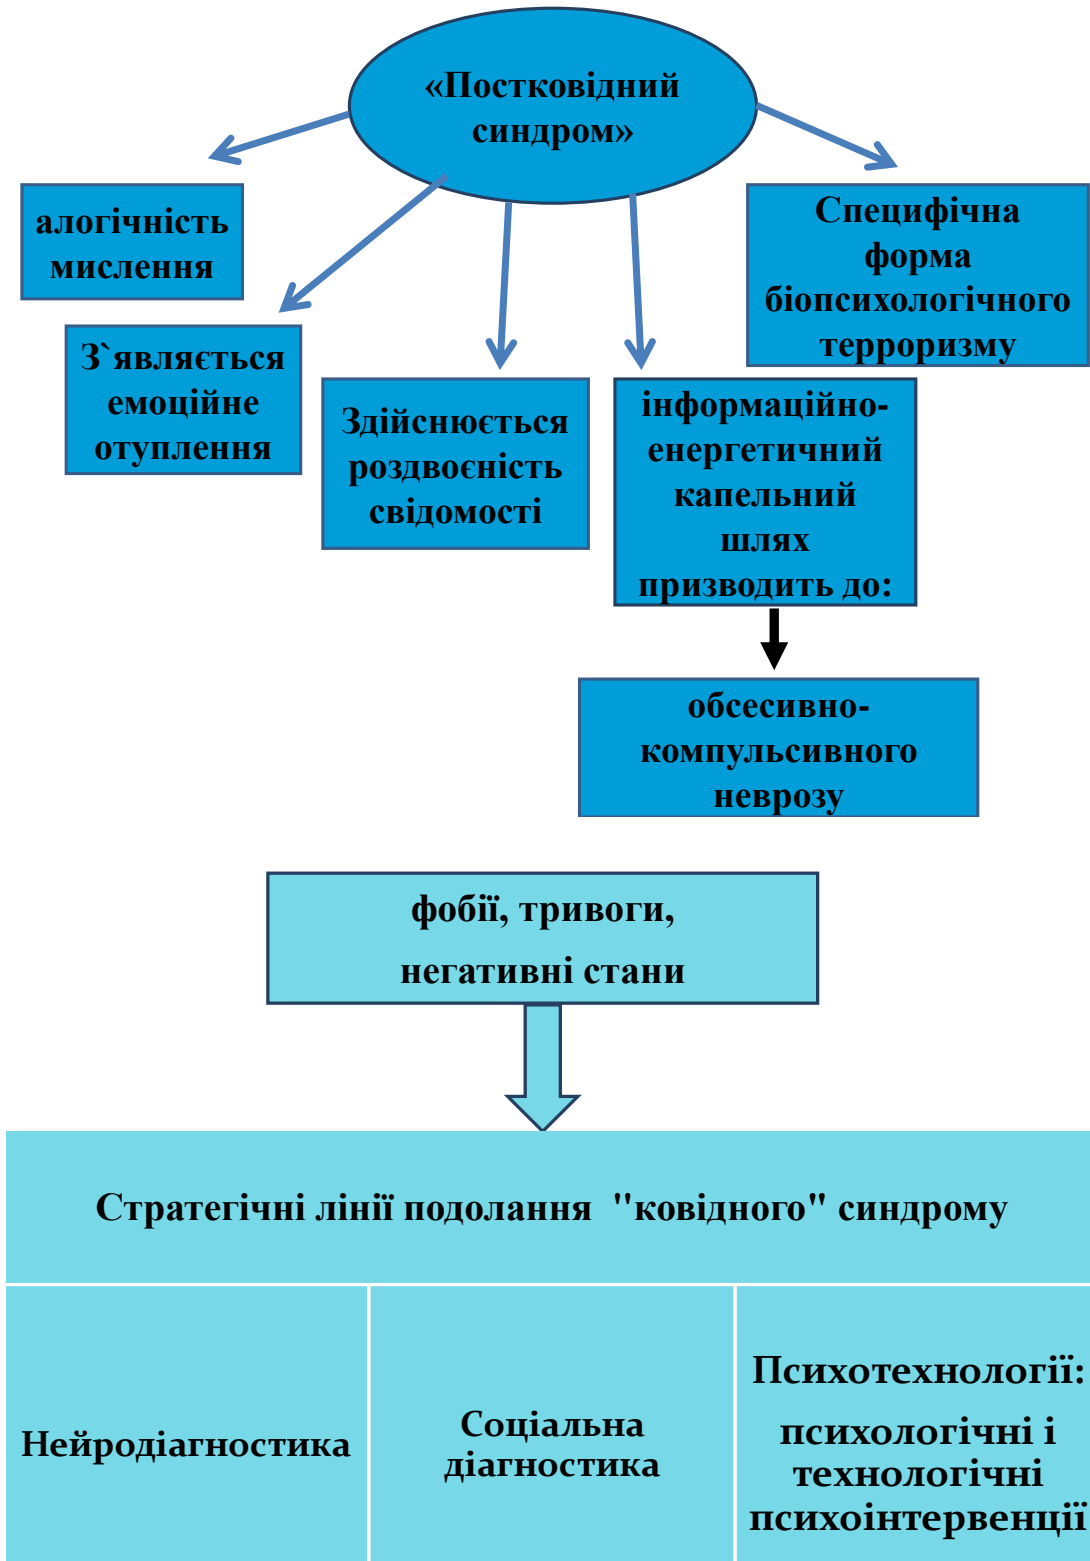 «Постковідний
синдром»
алогічність
мислення
З`являється
емоційне
отуплення
Здійснюється
роздвоєність
свідомості
інформаційно-
енергетичний
капельний
шлях
призводить до:
Специфічна
форма
біопсихологічного
терроризму
обсесивно-
компульсивного
неврозу
фобії, тривоги,
негативні стани
Стратегічні лінії подолання "ковідного" синдрому
Нейродіагностика
Соціальна
діагностика
Психотехнології:
психологічні і
технологічні
психоінтервенції